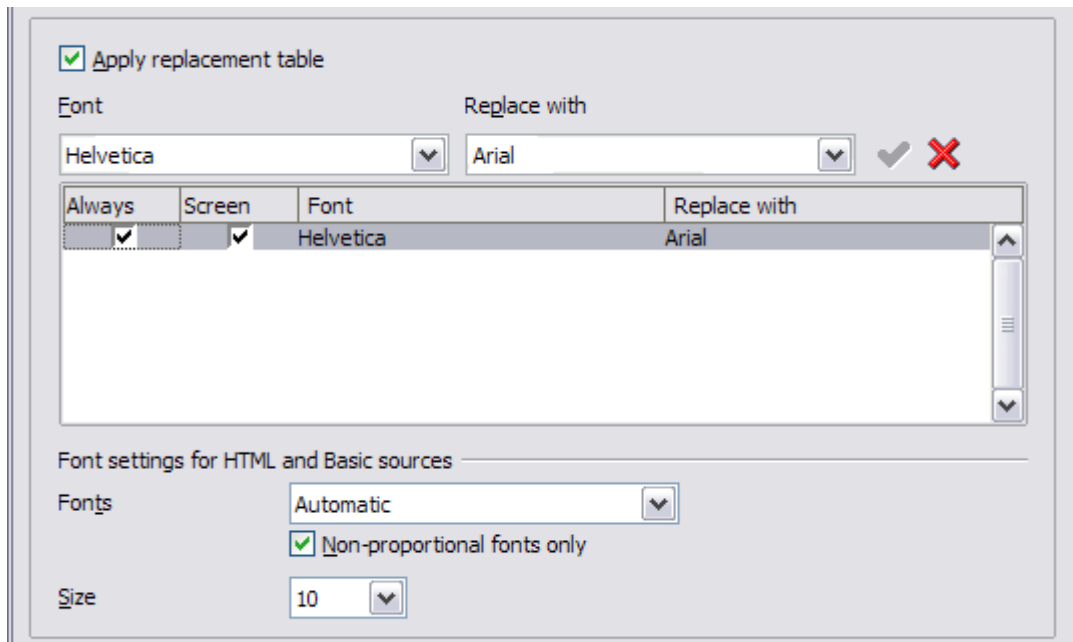 Apply replacement table
Font Replace with
Helvetica Arial
Always Screen Font Replace with
Helvetica Arial
Font settings for HTML and Basic sources
Fonts Automatic
Non-proportional fonts only
Size 10